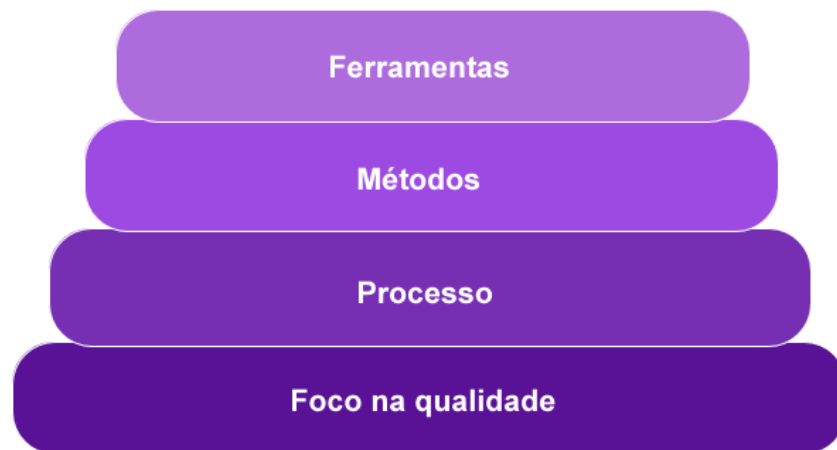 Ferramentas
Métodos
Processo
Foco na qualidade